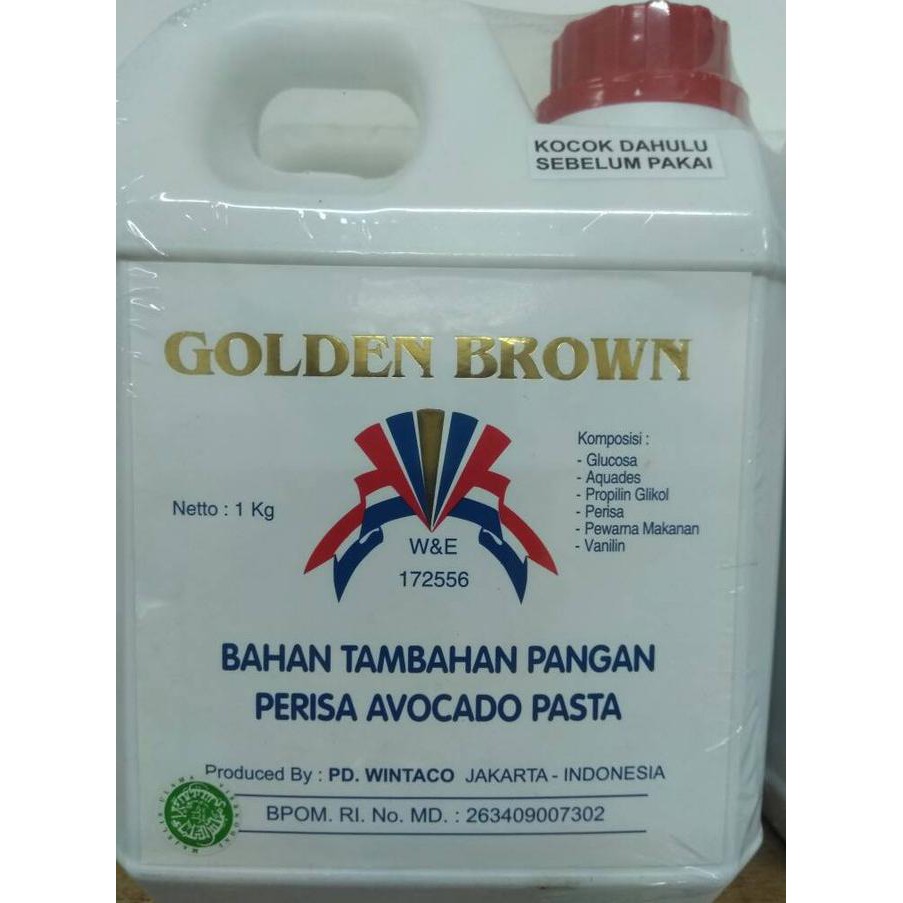 KOCOK DAHULU
SEBELUM PAKAI
GOLDEN BROWN
Netto : 1 Kg
W&E
172556
Komposisi :
- Glucosa
- Aquades
- Propilin Glikol
- Perisa
- Pewarna Makanan
- Vanilin
BAHAN TAMBAHAN PANGAN
PERISA AVOCADO PASTA
Produced By : PD. WINTACO JAKARTA - INDONESIA
BPOM. RI. No. MD. : 263409007302